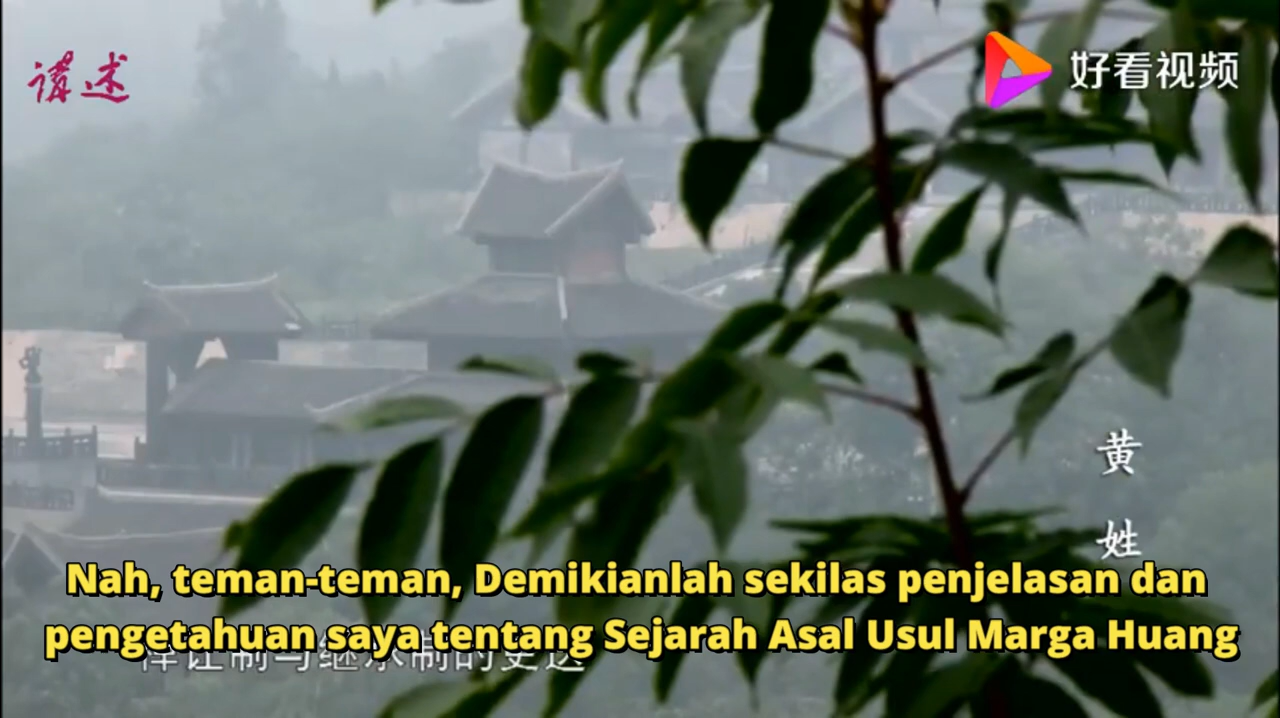 讲述
好看视频
黄姓
Nah, teman-teman, Demikianlah sekilas penjelasan dan
pengetahuan saya tentang Sejarah Asal Usul Marga Huang